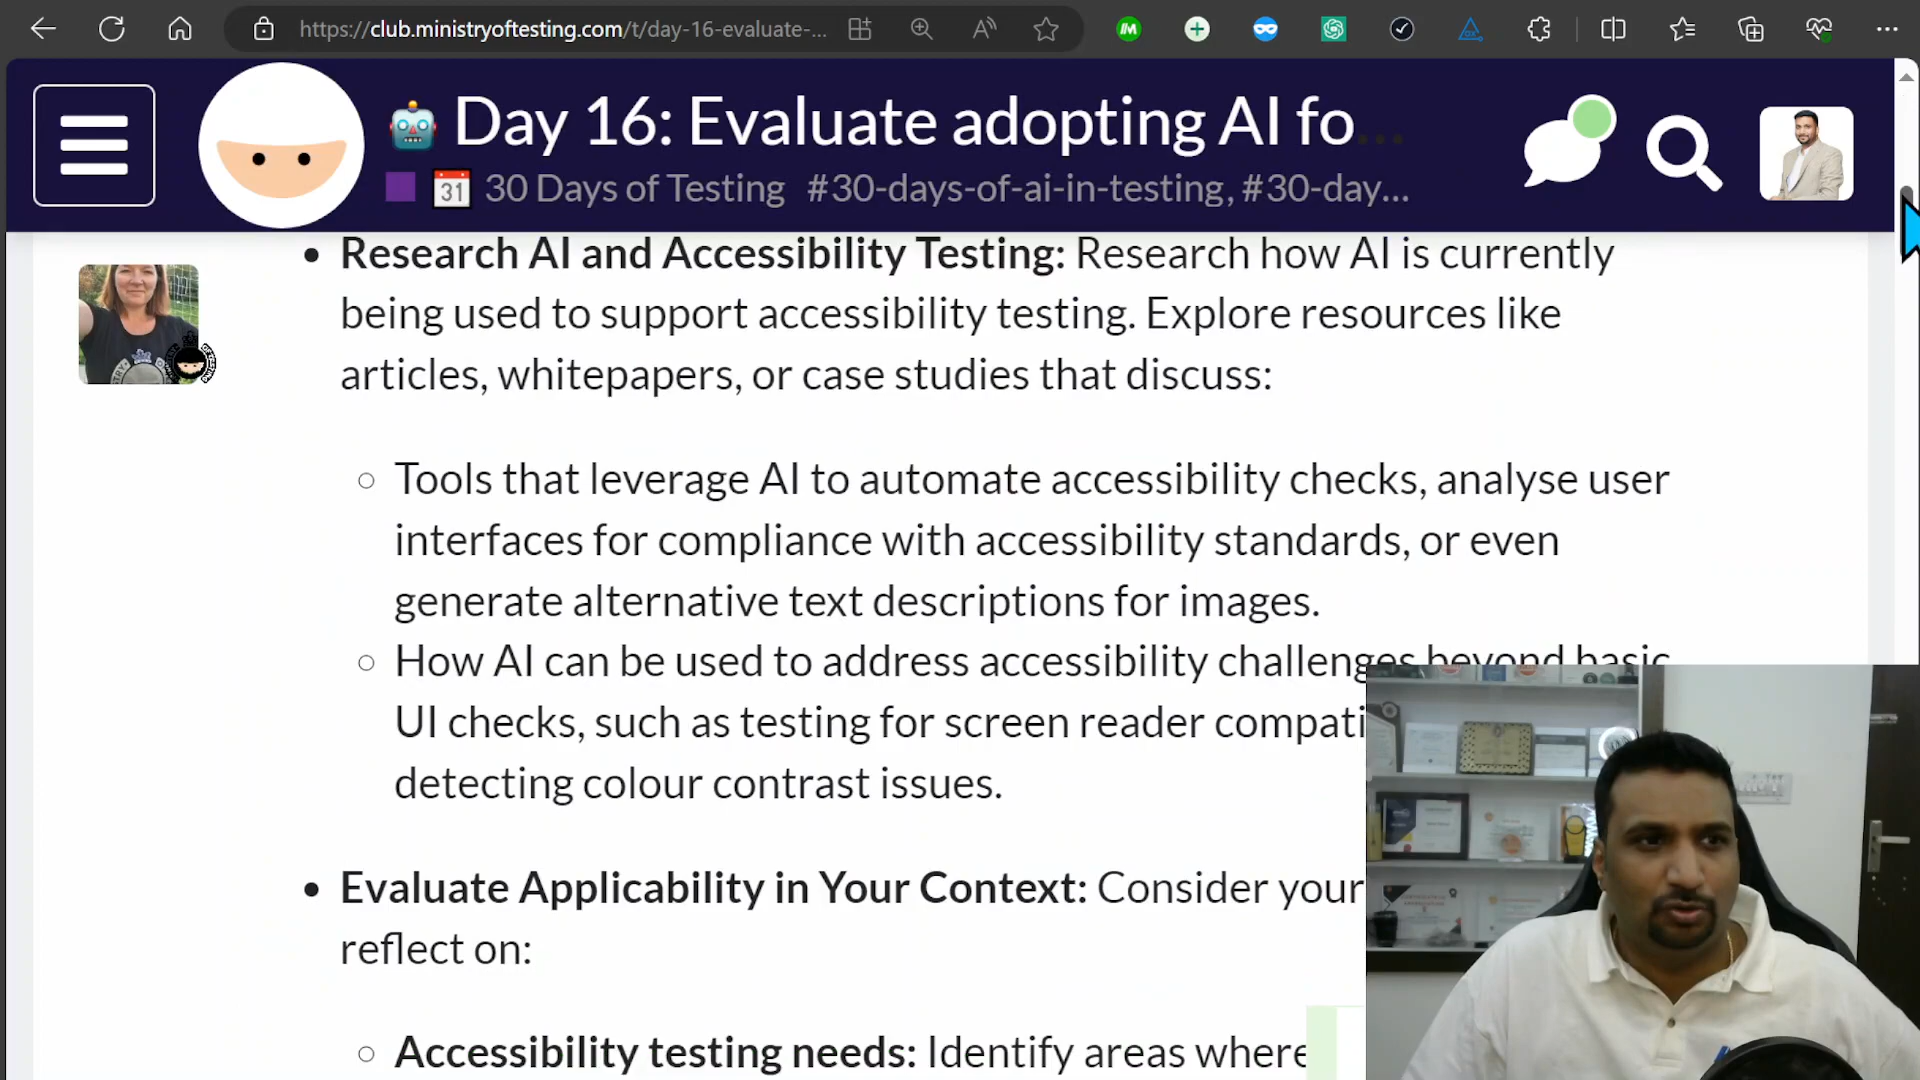 https://club.ministryoftesting.com/t/day-16-evaluate-...
Day 16: Evaluate adopting AI fo...
31 30 Days of Testing #30-days-of-ai-in-testing, #30-day...
• Research AI and Accessibility Testing: Research how AI is currently
being used to support accessibility testing. Explore resources like
articles, whitepapers, or case studies that discuss:
○ Tools that leverage AI to automate accessibility checks, analyse user
interfaces for compliance with accessibility standards, or even
generate alternative text descriptions for images.
○ How AI can be used to address accessibility challenges beyond basic
UI checks, such as testing for screen reader compati
detecting colour contrast issues.
• Evaluate Applicability in Your Context: Consider your
reflect on:
○ Accessibility testing needs: Identify areas where